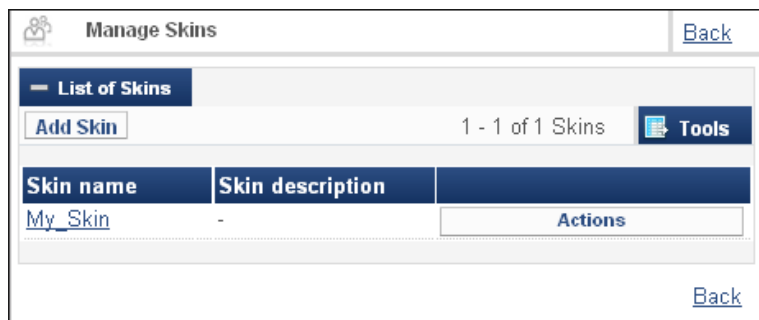 Manage Skins Back
List of Skins
Add Skin 1 - 1 of 1 Skins Tools
Skin name Skin description
My_Skin - Actions
Back